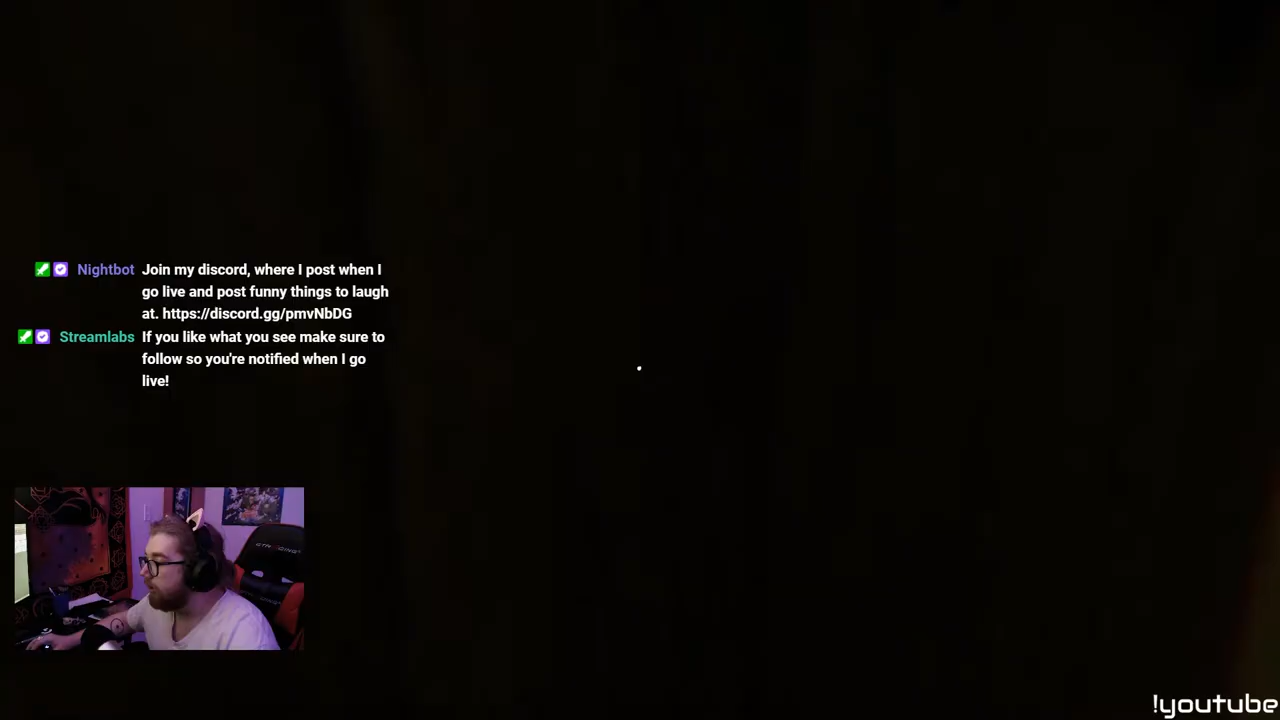 Nightbot Join my discord, where I post when I
go live and post funny things to laugh
at. https://discord.gg/pmvNbDG
Streamlabs If you like what you see make sure to
follow so you're notified when I go
live!
GTRACING
!youtube